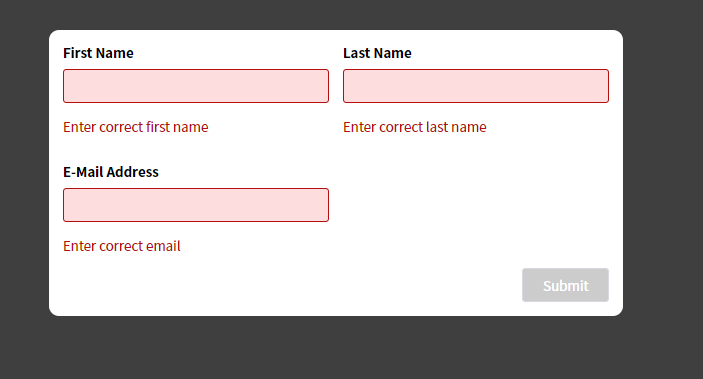 First Name
Last Name
Enter correct first name
Enter correct last name
E-Mail Address
Enter correct email
Submit